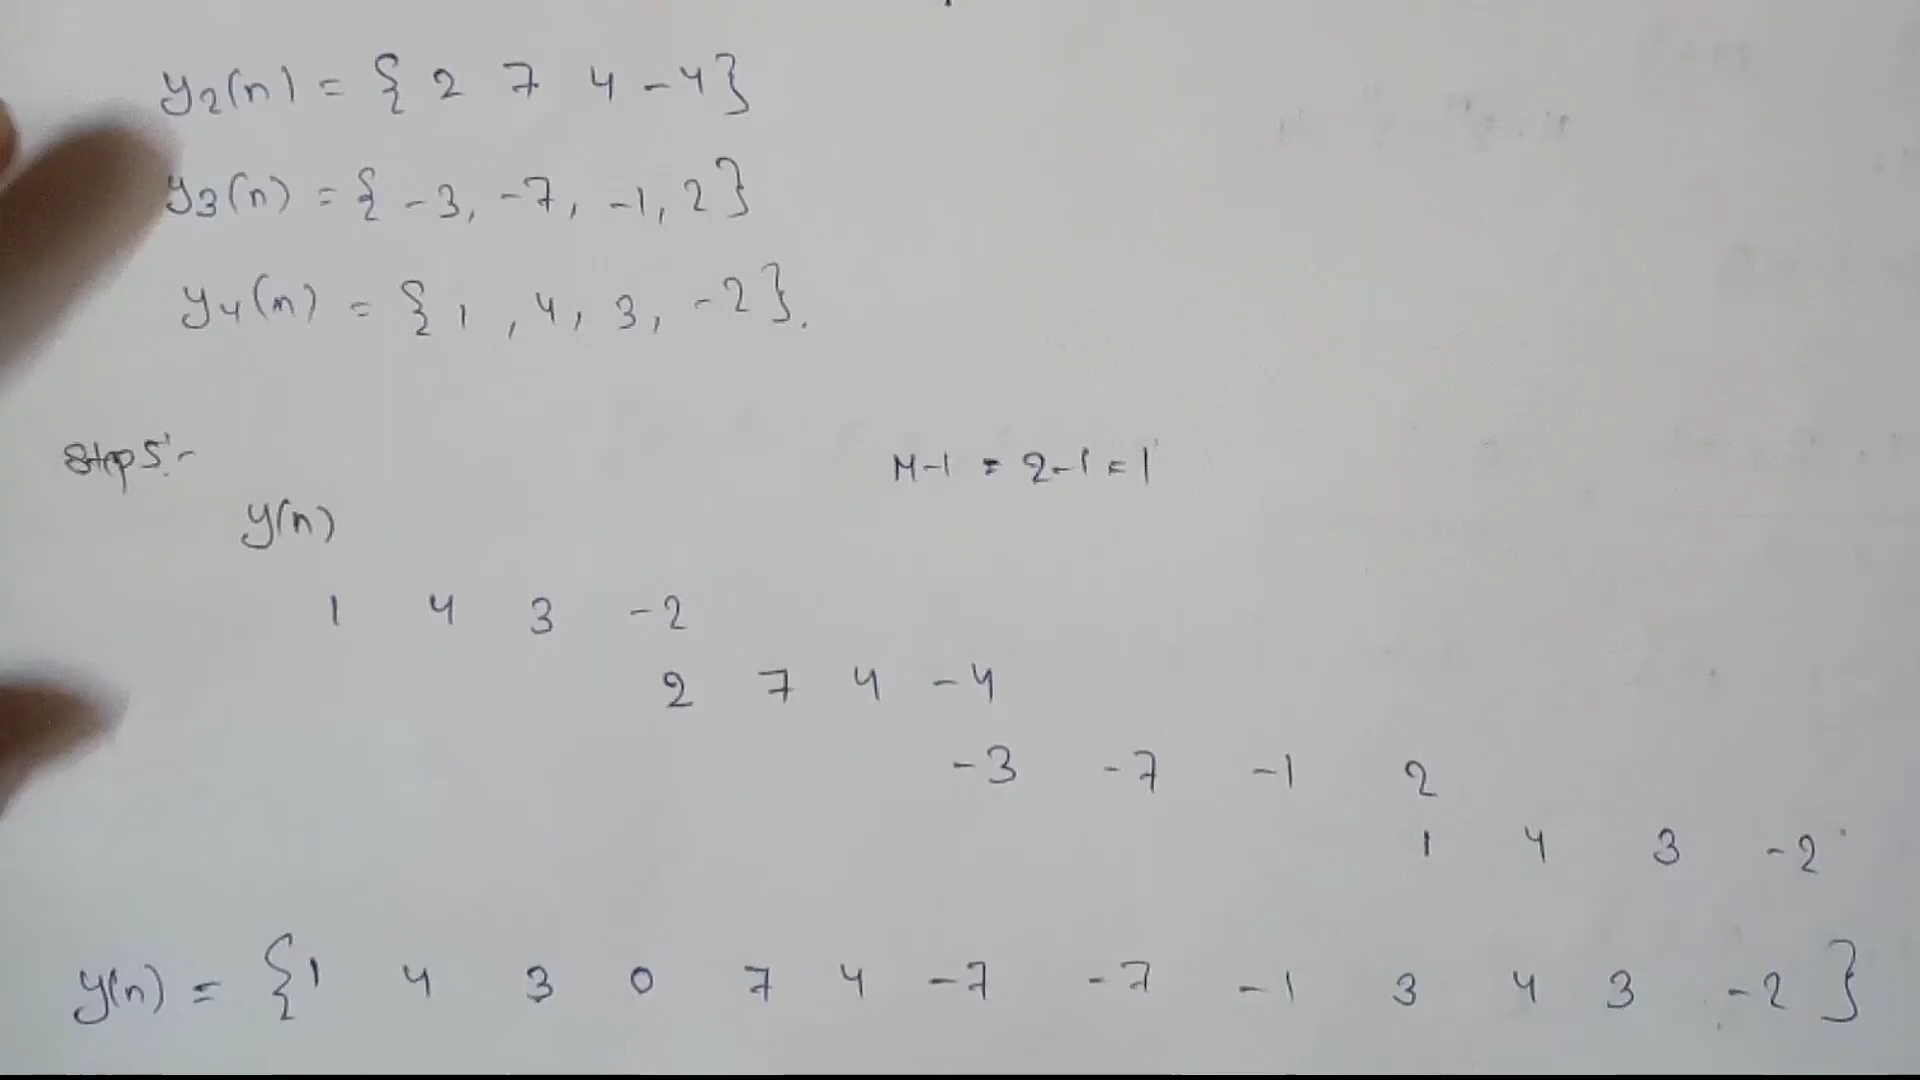 y2(n) = { 2 7 4 -4}
y3(n) = { -3, -7, -1, 2}
y4(n) = { 1, 4, 3, -2}.
Step 5:-
M-1 = 2-1 = 1
y(n)
1 4 3 -2
2 7 4 -4
-3 -7 -1 2
1 4 3 -2
y(n) = { 1 4 3 0 7 4 -7 -7 -1 3 4 3 -2 }